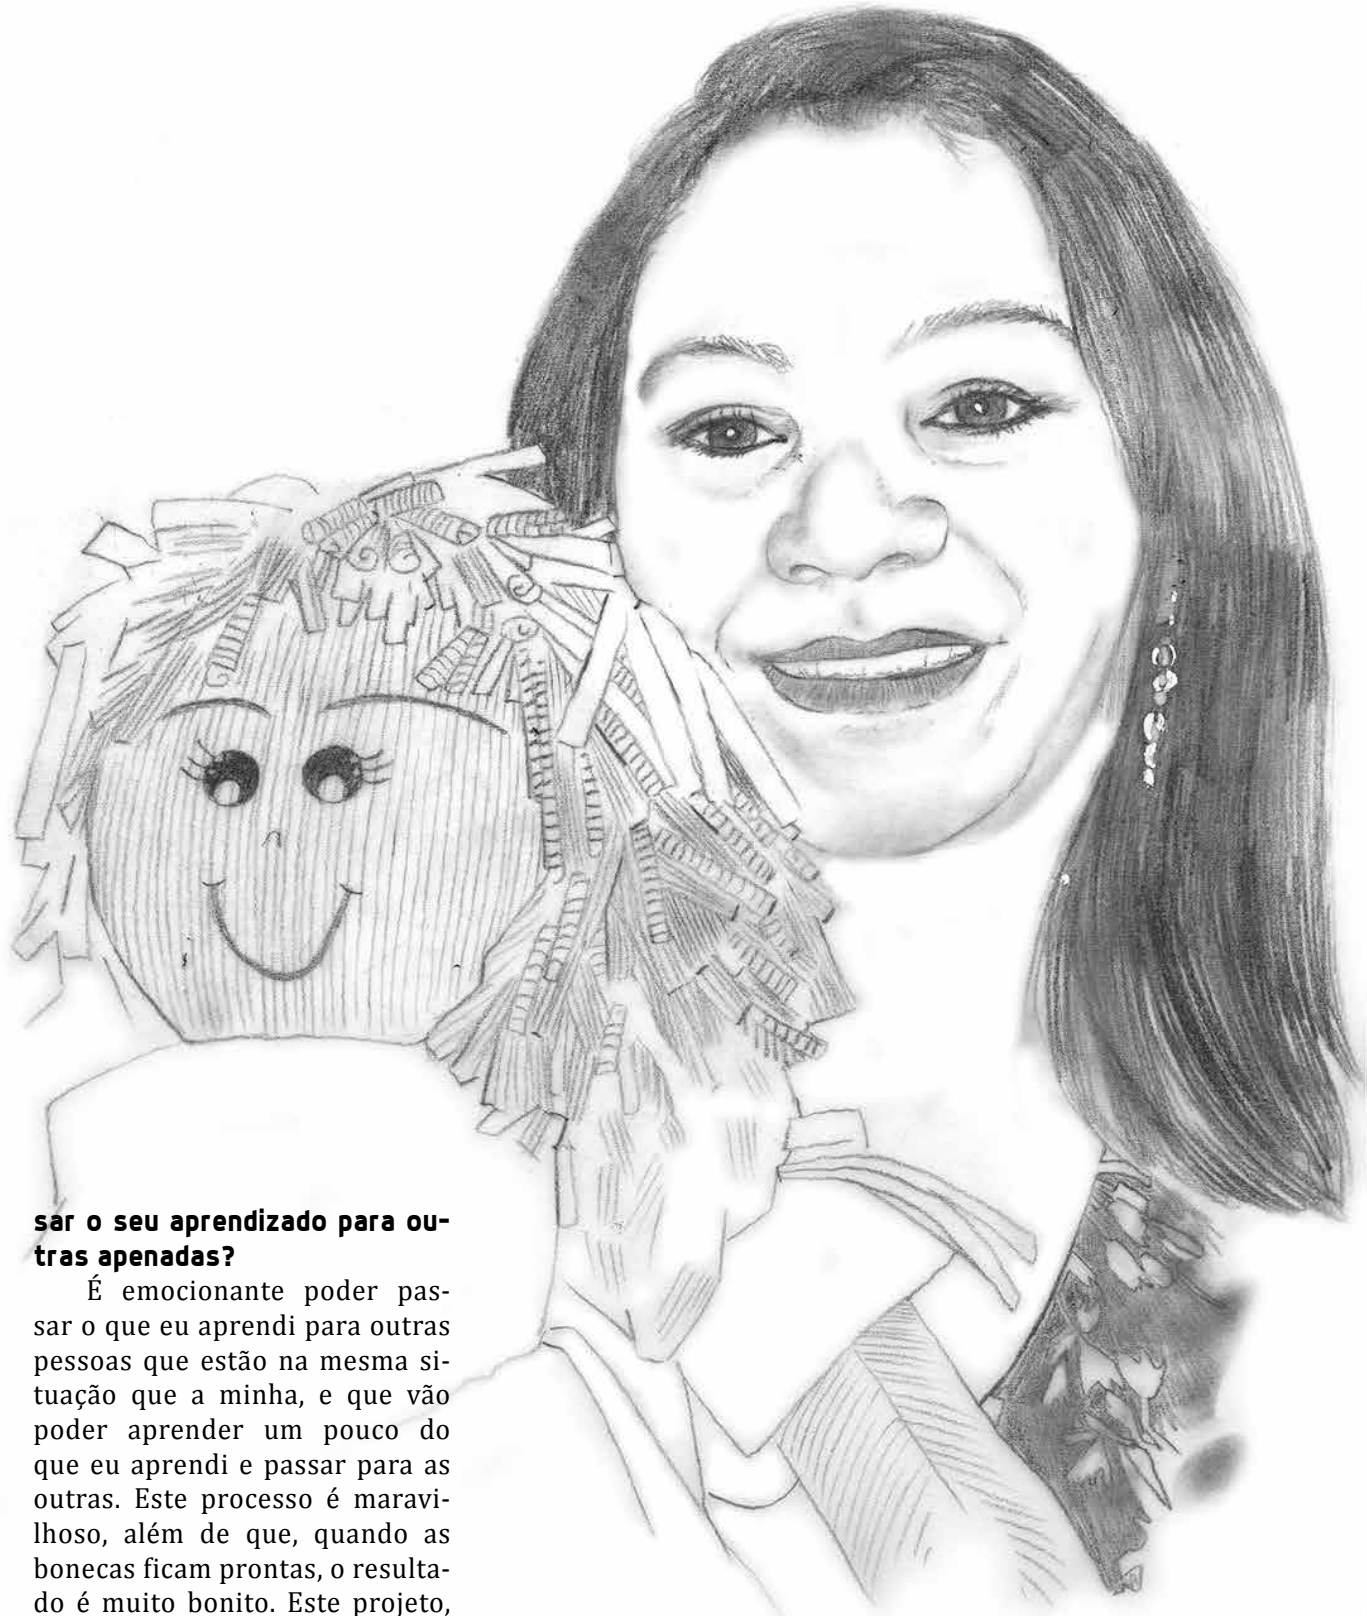 sar o seu aprendizado para ou-
tras apenadas?
É emocionante poder pas-
sar o que eu aprendi para outras
pessoas que estão na mesma si-
tuação que a minha, e que vão
poder aprender um pouco do
que eu aprendi e passar para as
outras. Este processo é maravi-
lhoso, além de que, quando as
bonecas ficam prontas, o resulta-
do é muito bonito. Este projeto,